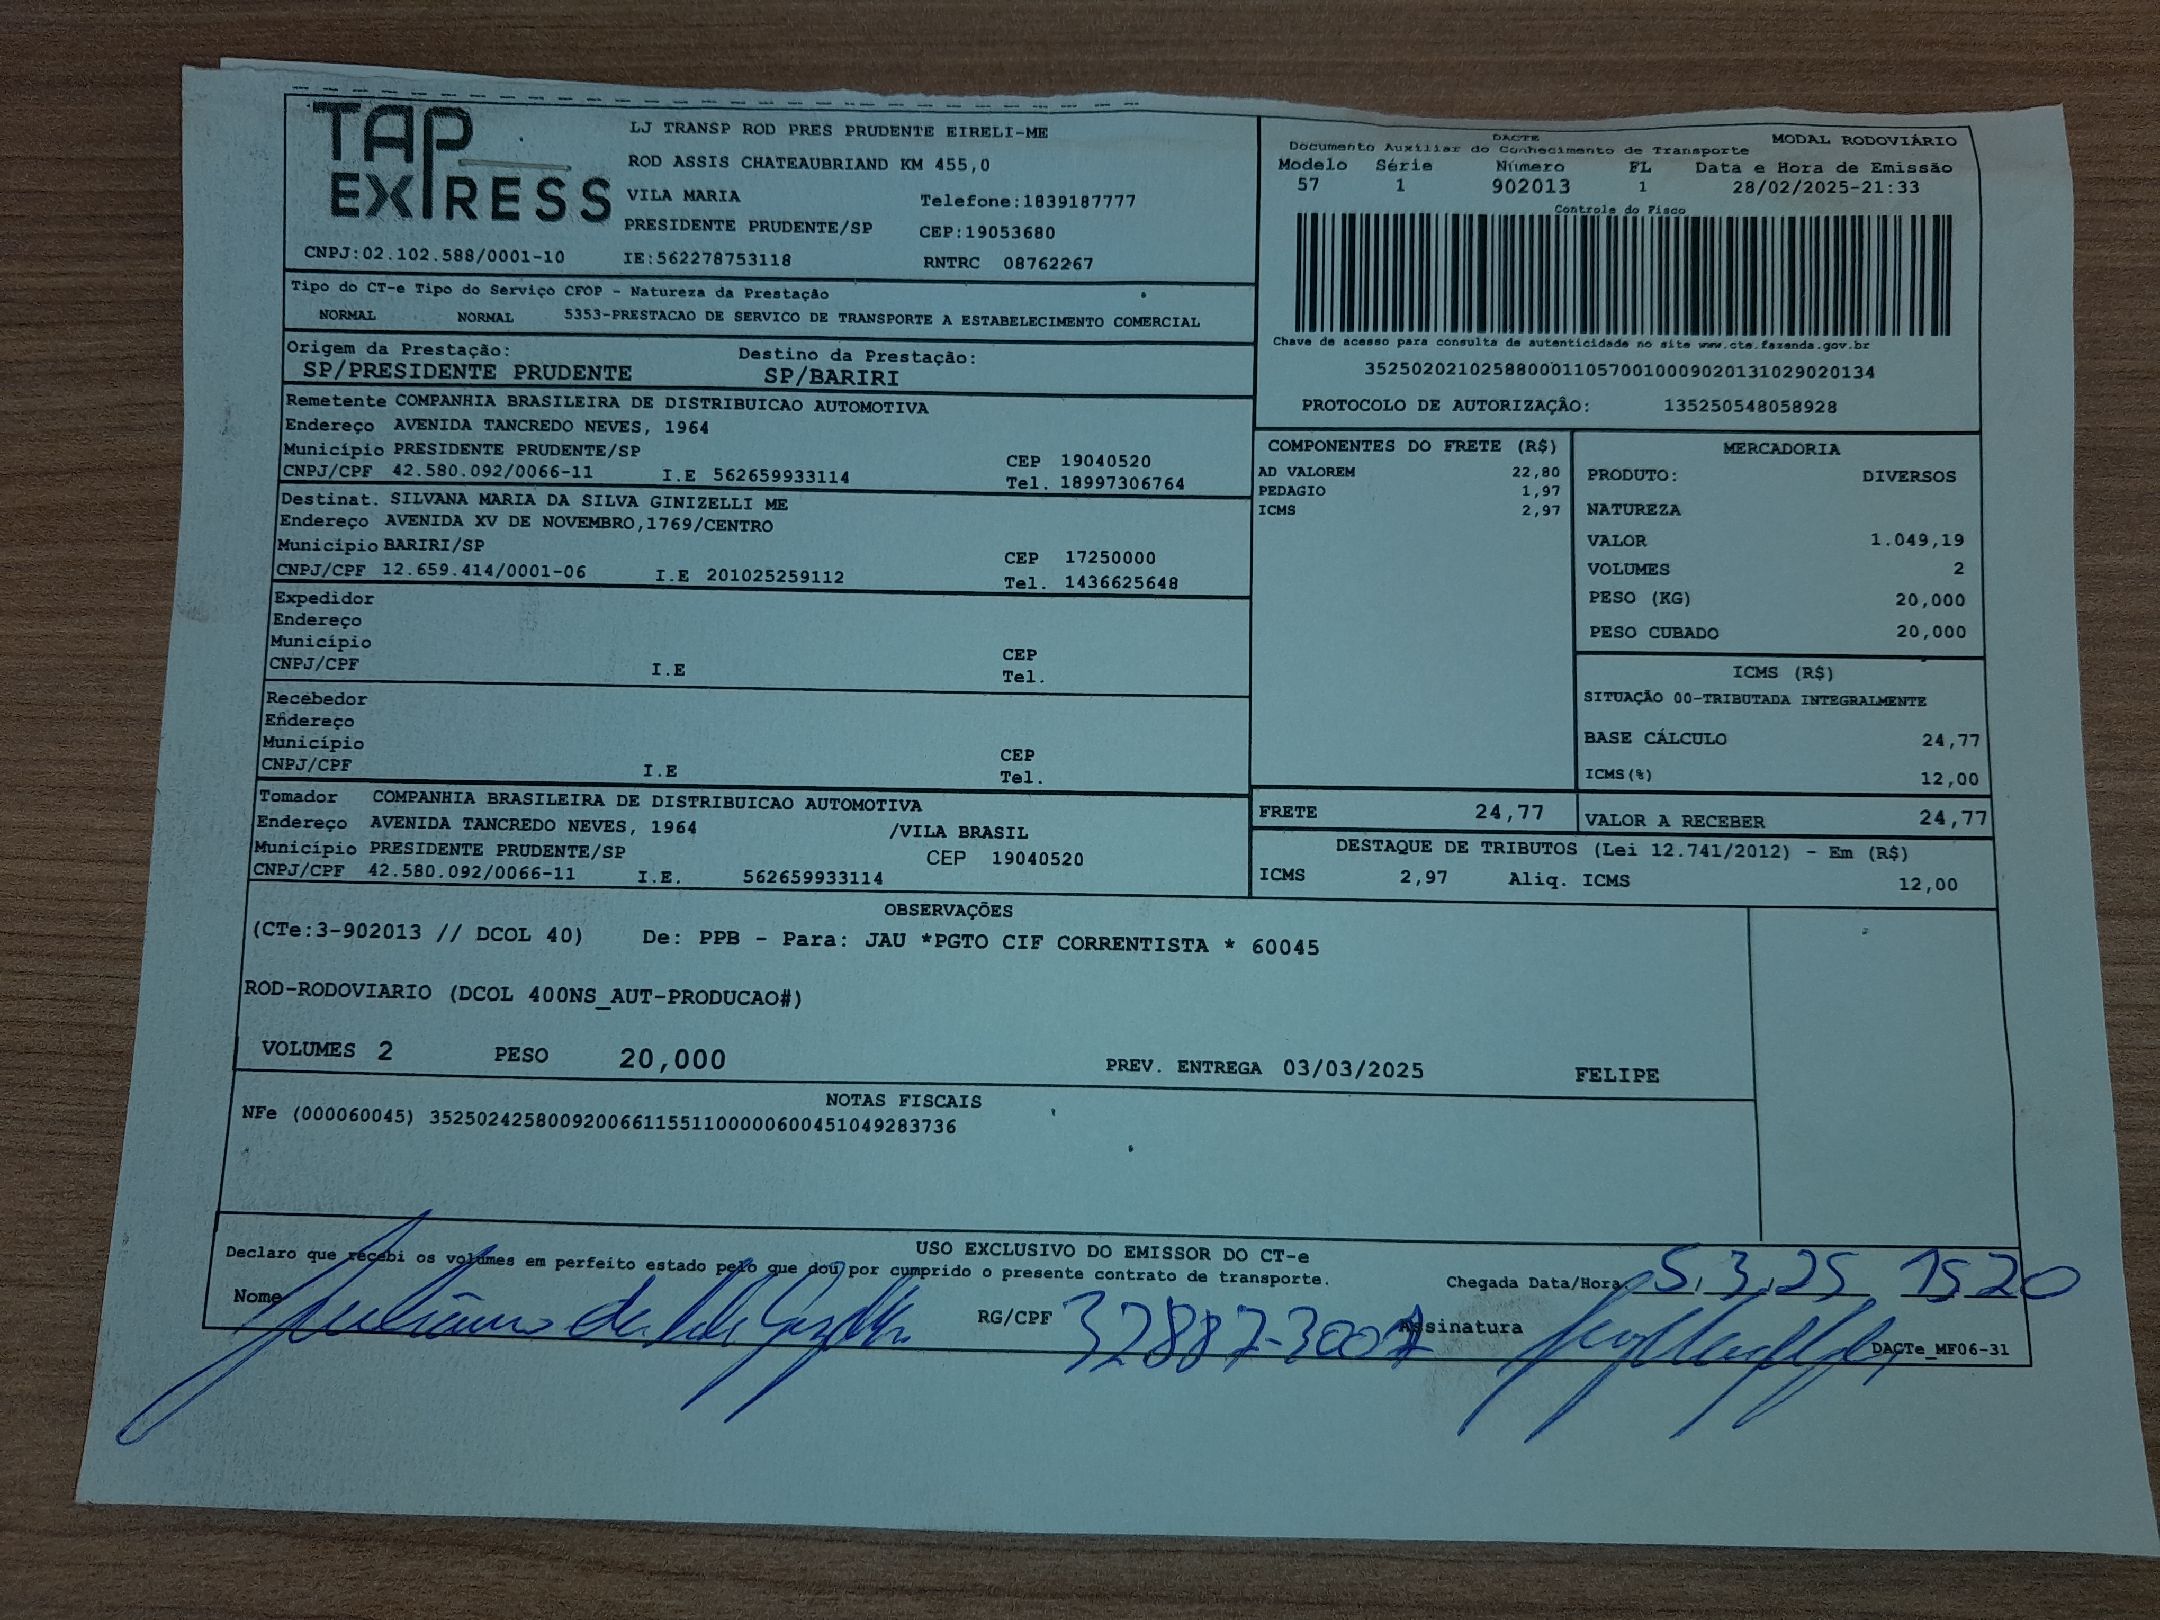 TAP EXPRESS
LJ TRANSP ROD PRES PRUDENTE EIRELI-ME
ROD ASSIS CHATEAUBRIAND KM 455,0
VILA MARIA Telefone:1839187777
PRESIDENTE PRUDENTE/SP CEP:19053680
CNPJ:02.102.588/0001-10 IE:562278753118 RNTRC 08762267
DACTE MODAL RODOVIÁRIO
Documento Auxiliar do Conhecimento de Transporte
Modelo Série Número FL Data e Hora de Emissão
57 1 902013 1 28/02/2025-21:33
Controle do Fisco
Chave de acesso para consulta de autenticidade no site www.cte.fazenda.gov.br
35250202102588000110570010009020131029020134
PROTOCOLO DE AUTORIZAÇÂO: 135250548058928
Tipo do CT-e Tipo do Serviço CFOP - Natureza da Prestação
NORMAL NORMAL 5353-PRESTACAO DE SERVICO DE TRANSPORTE A ESTABELECIMENTO COMERCIAL
Origem da Prestação: Destino da Prestação:
SP/PRESIDENTE PRUDENTE SP/BARIRI
Remetente COMPANHIA BRASILEIRA DE DISTRIBUICAO AUTOMOTIVA
Endereço AVENIDA TANCREDO NEVES, 1964
Município PRESIDENTE PRUDENTE/SP CEP 19040520
CNPJ/CPF 42.580.092/0066-11 I.E 562659933114 Tel. 18997306764
Destinat. SILVANA MARIA DA SILVA GINIZELLI ME
Endereço AVENIDA XV DE NOVEMBRO,1769/CENTRO
Município BARIRI/SP CEP 17250000
CNPJ/CPF 12.659.414/0001-06 I.E 201025259112 Tel. 1436625648
Expedidor
Endereço
Município CEP
CNPJ/CPF I.E Tel.
Recebedor
Endereço
Município CEP
CNPJ/CPF I.E Tel.
Tomador COMPANHIA BRASILEIRA DE DISTRIBUICAO AUTOMOTIVA
Endereço AVENIDA TANCREDO NEVES, 1964 /VILA BRASIL
Município PRESIDENTE PRUDENTE/SP CEP 19040520
CNPJ/CPF 42.580.092/0066-11 I.E. 562659933114
COMPONENTES DO FRETE (R$)
AD VALOREM 22,80
PEDAGIO 1,97
ICMS 2,97
MERCADORIA
PRODUTO: DIVERSOS
NATUREZA
VALOR 1.049,19
VOLUMES 2
PESO (KG) 20,000
PESO CUBADO 20,000
ICMS (R$)
SITUAÇÃO 00-TRIBUTADA INTEGRALMENTE
BASE CÁLCULO 24,77
ICMS(%) 12,00
FRETE 24,77 VALOR A RECEBER 24,77
DESTAQUE DE TRIBUTOS (Lei 12.741/2012) - Em (R$)
ICMS 2,97 Aliq. ICMS 12,00
OBSERVAÇÕES
(CTe:3-902013 // DCOL 40) De: PPB - Para: JAU *PGTO CIF CORRENTISTA * 60045
ROD-RODOVIARIO (DCOL 400NS_AUT-PRODUCAO#)
VOLUMES 2 PESO 20,000 PREV. ENTREGA 03/03/2025 FELIPE
NOTAS FISCAIS
NFe (000060045) 35250242580092006611551100000600451049283736
USO EXCLUSIVO DO EMISSOR DO CT-e
Declaro que recebi os volumes em perfeito estado pelo que dou por cumprido o presente contrato de transporte.
Chegada Data/Hora 5,3,25 1520
Nome RG/CPF 32887-3007 Assinatura
DACTe_MF06-31